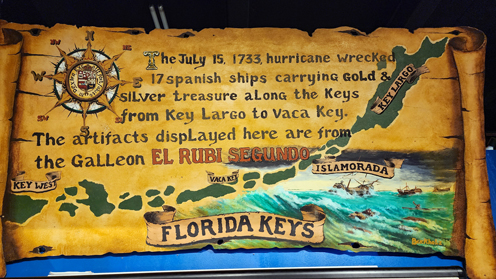 N
The July 15, 1733, hurricane wrecked
17 spanish ships carrying Gold &
Silver treasure along the Keys
from Key Largo to Vaca Key.
The artifacts displayed here are from
the Galleon EL RUBI SEGUNDO
KEY LARGO
ISLAMORADA
VACA KEY
KEY WEST
FLORIDA KEYS